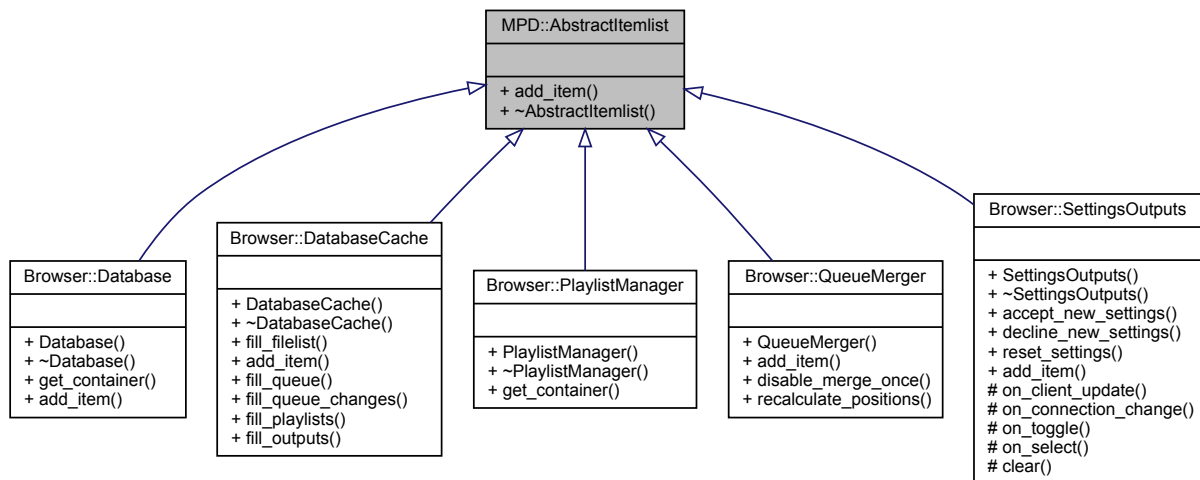 MPD::AbstractItemlist
+ add_item()
+ ~AbstractItemlist()
Browser::Database
+ Database()
+ ~Database()
+ get_container()
+ add_item()
Browser::DatabaseCache
+ DatabaseCache()
+ ~DatabaseCache()
+ fill_filelist()
+ add_item()
+ fill_queue()
+ fill_queue_changes()
+ fill_playlists()
+ fill_outputs()
Browser::PlaylistManager
+ PlaylistManager()
+ ~PlaylistManager()
+ get_container()
Browser::QueueMerger
+ QueueMerger()
+ add_item()
+ disable_merge_once()
+ recalculate_positions()
Browser::SettingsOutputs
+ SettingsOutputs()
+ ~SettingsOutputs()
+ accept_new_settings()
+ decline_new_settings()
+ reset_settings()
+ add_item()
# on_client_update()
# on_connection_change()
# on_toggle()
# on_select()
# clear()